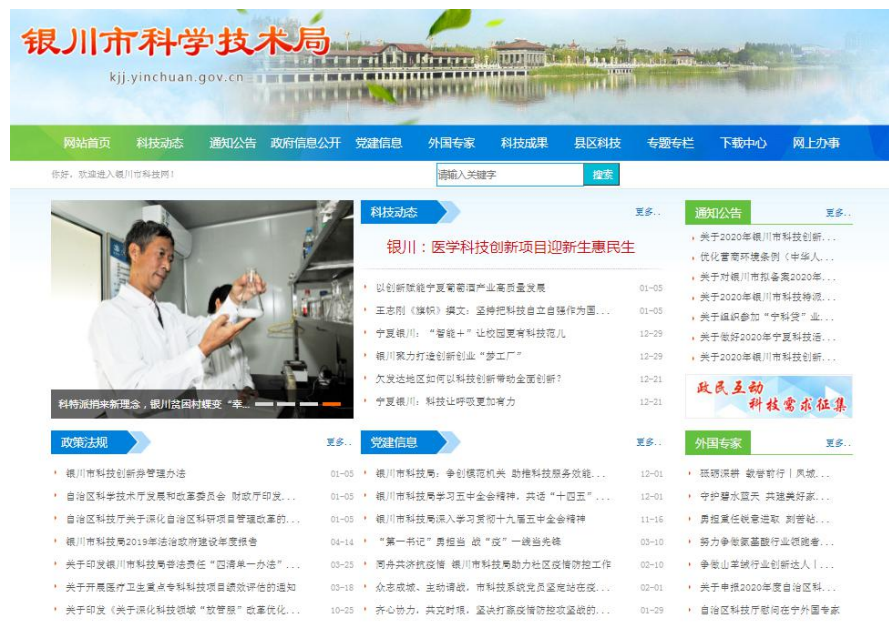 银川市科学技术局
kjj.yinchuan.gov.cn
网站首页 科技动态 通知公告 政府信息公开 党建信息 外国专家 科技成果 县区科技 专题专栏 下载中心 网上办事
你好，欢迎进入银川市科技网！
请输入关键字 搜索
科技动态 更多..
银川：医学科技创新项目迎新生惠民生
以创新赋能宁夏葡萄酒产业高质量发展 01-05
王志刚《旗帜》撰文：坚持把科技自立自强作为国... 01-05
宁夏银川：“智能+”让校园更有科技范儿 12-29
银川聚力打造创新创业“梦工厂” 12-29
欠发达地区如何以科技创新带动全面创新? 12-21
宁夏银川：科技让呼吸更加有力 12-21
科特派捎来新理念，银川贫困村蝶变“幸...
通知公告 更多..
关于2020年银川市科技创新...
优化营商环境条例（中华人...
关于对银川市拟备案2020年...
关于2020年银川市科技特派...
关于组织参加“宁科贷”业...
关于做好2020年宁夏科技活...
关于2020年银川市科技创新...
政民互动
科技需求征集
政策法规 更多..
银川市科技创新券管理办法 01-05
自治区科学技术厅发展和改革委员会 财政厅印发... 01-05
自治区科技厅关于深化自治区科研项目管理改革的... 01-05
银川市科技局2019年法治政府建设年度报告 04-14
关于印发银川市科技局普法责任“四清单一办法”... 03-25
关于开展医疗卫生重点专科科技项目绩效评估的通知 03-18
关于印发《关于深化科技领域“放管服”改革优化... 10-25
党建信息 更多..
银川市科技局：争创模范机关 助推科技服务效能... 12-01
银川市科技局学习五中全会精神，共话“十四五”... 12-01
银川市科技局深入学习贯彻十九届五中全会精神 11-16
“第一书记”勇担当 战“疫”一线当先锋 03-10
同舟共济抗疫情 银川市科技局助力社区疫情防控工作 02-10
众志成城、主动请战，市科技系统党员坚定站在疫... 02-01
齐心协力，共克时艰，坚决打赢疫情防控攻坚战的... 01-29
外国专家 更多..
砥砺深耕 载誉前行丨凤城...
守护碧水蓝天 共建美好家...
勇担重任锐意进取 刻苦钻...
努力争做氨基酸行业领跑者...
争做山羊绒行业创新达人丨...
关于申报2020年度自治区科...
自治区科技厅慰问在宁外国专家